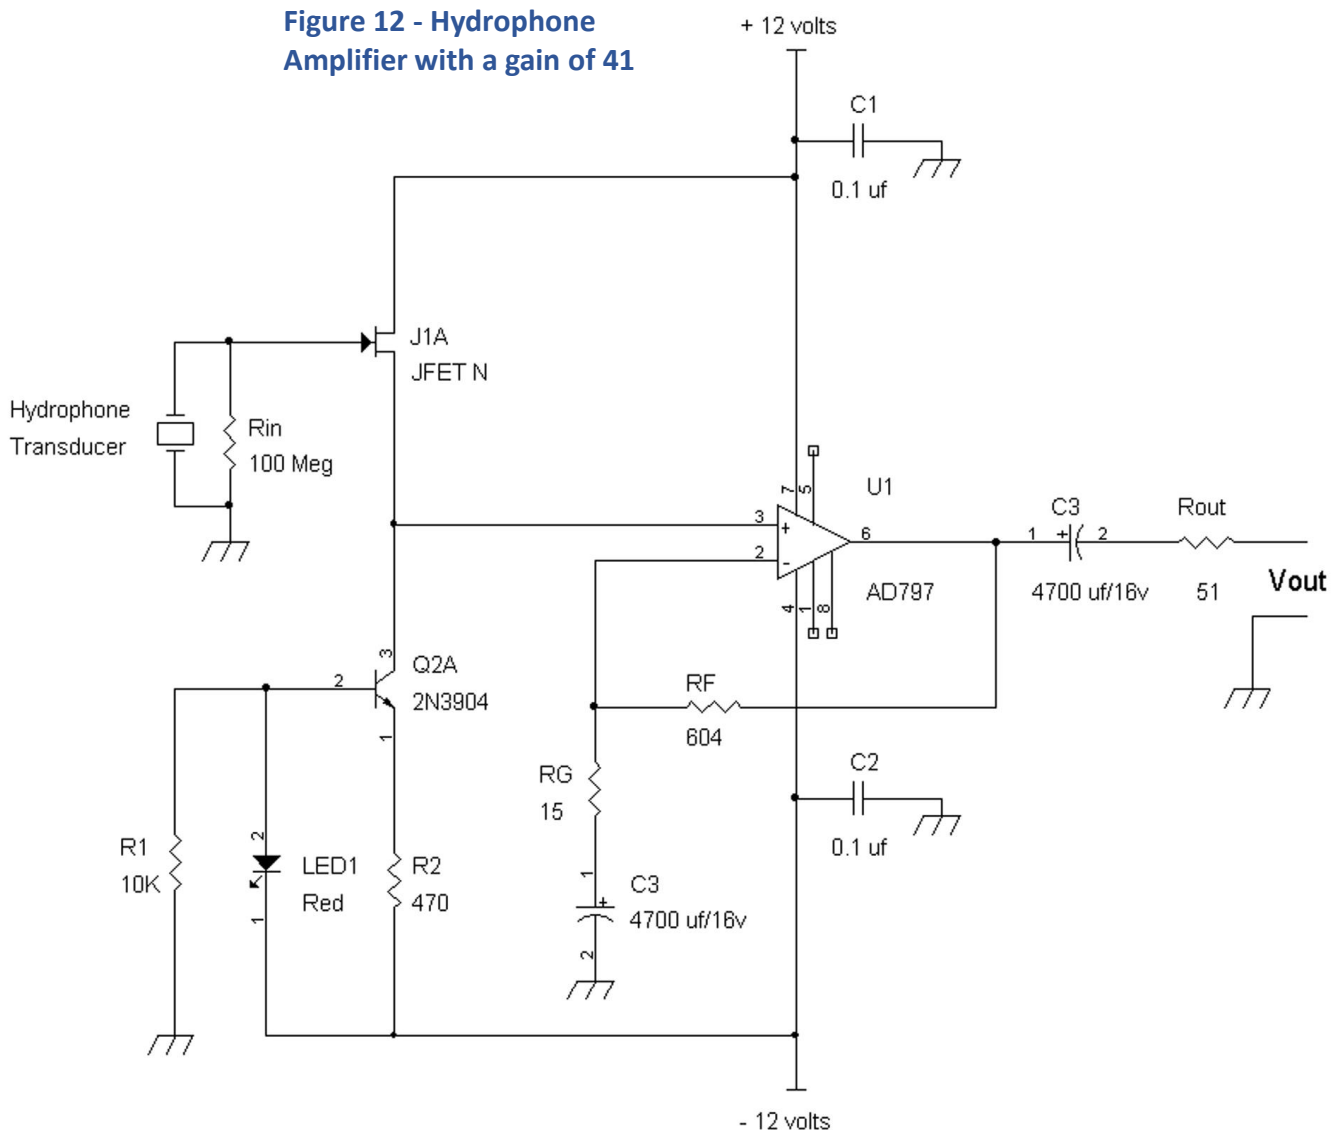 Figure 12 - Hydrophone
Amplifier with a gain of 41
+ 12 volts
C1
0.1 uf
J1A
JFET N
Hydrophone
Transducer
Rin
100 Meg
7
5
U1
3
+
2
-
6
4
1
8
AD797
1
+
2
C3
4700 uf/16v
Rout
51
Vout
3
2
Q2A
2N3904
1
RF
604
RG
15
C2
0.1 uf
R1
10K
2
LED1
Red
1
R2
470
1
+
C3
4700 uf/16v
2
- 12 volts